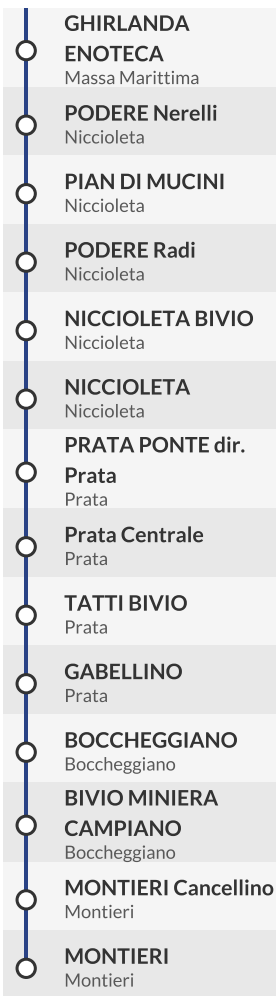 GHIRLANDA
ENOTECA
Massa Marittima
PODERE Nerelli
Niccioleta
PIAN DI MUCINI
Niccioleta
PODERE Radi
Niccioleta
NICCIOLETA BIVIO
Niccioleta
NICCIOLETA
Niccioleta
PRATA PONTE dir.
Prata
Prata
Prata Centrale
Prata
TATTI BIVIO
Prata
GABELLINO
Prata
BOCCHEGGIANO
Boccheggiano
BIVIO MINIERA
CAMPIANO
Boccheggiano
MONTIERI Cancellino
Montieri
MONTIERI
Montieri